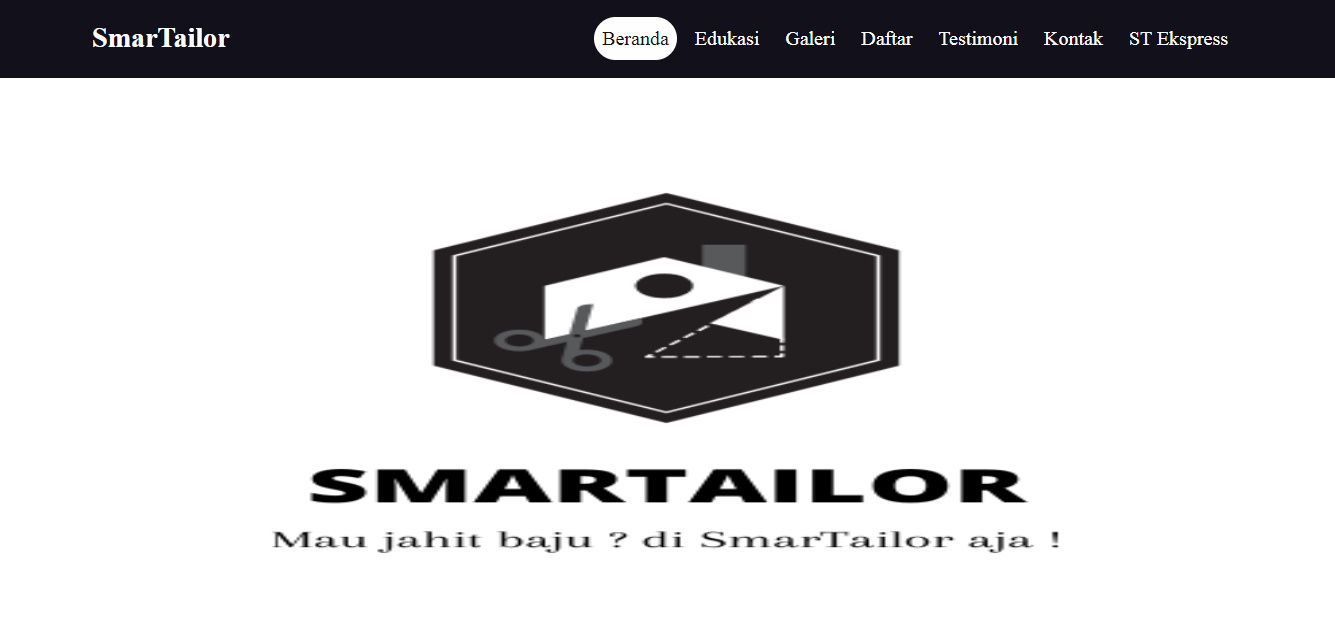 SmarTailor
Beranda Edukasi Galeri Daftar Testimoni Kontak ST Ekspress
SMARTAILOR
Mau jahit baju ? di SmarTailor aja !